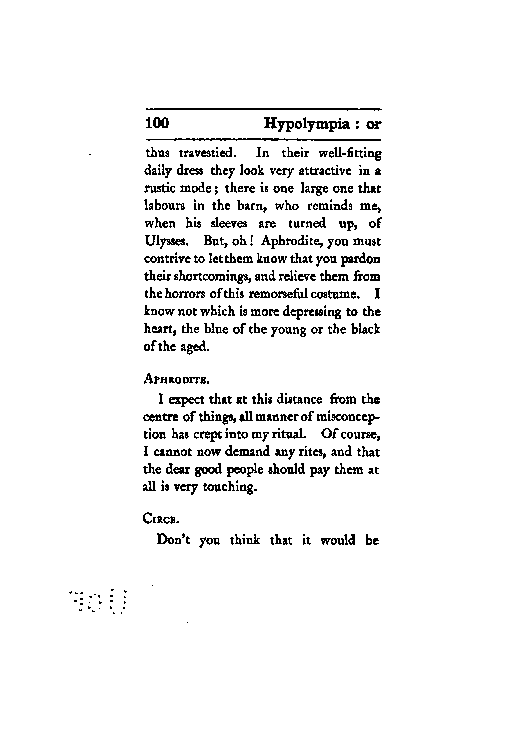 100 Hypolympia : or
thus travestied. In their well-fitting
daily dress they look very attractive in a
rustic mode ; there is one large one that
labours in the barn, who reminds me,
when his sleeves are turned up, of
Ulysses. But, oh ! Aphrodite, you must
contrive to let them know that you pardon
their shortcomings, and relieve them from
the horrors of this remorseful costume. I
know not which is more depressing to the
heart, the blue of the young or the black
of the aged.
APHRODITE.
I expect that at this distance from the
centre of things, all manner of misconcep-
tion has crept into my ritual. Of course,
I cannot now demand any rites, and that
the dear good people should pay them at
all is very touching.
CIRCE.
Don't you think that it would be